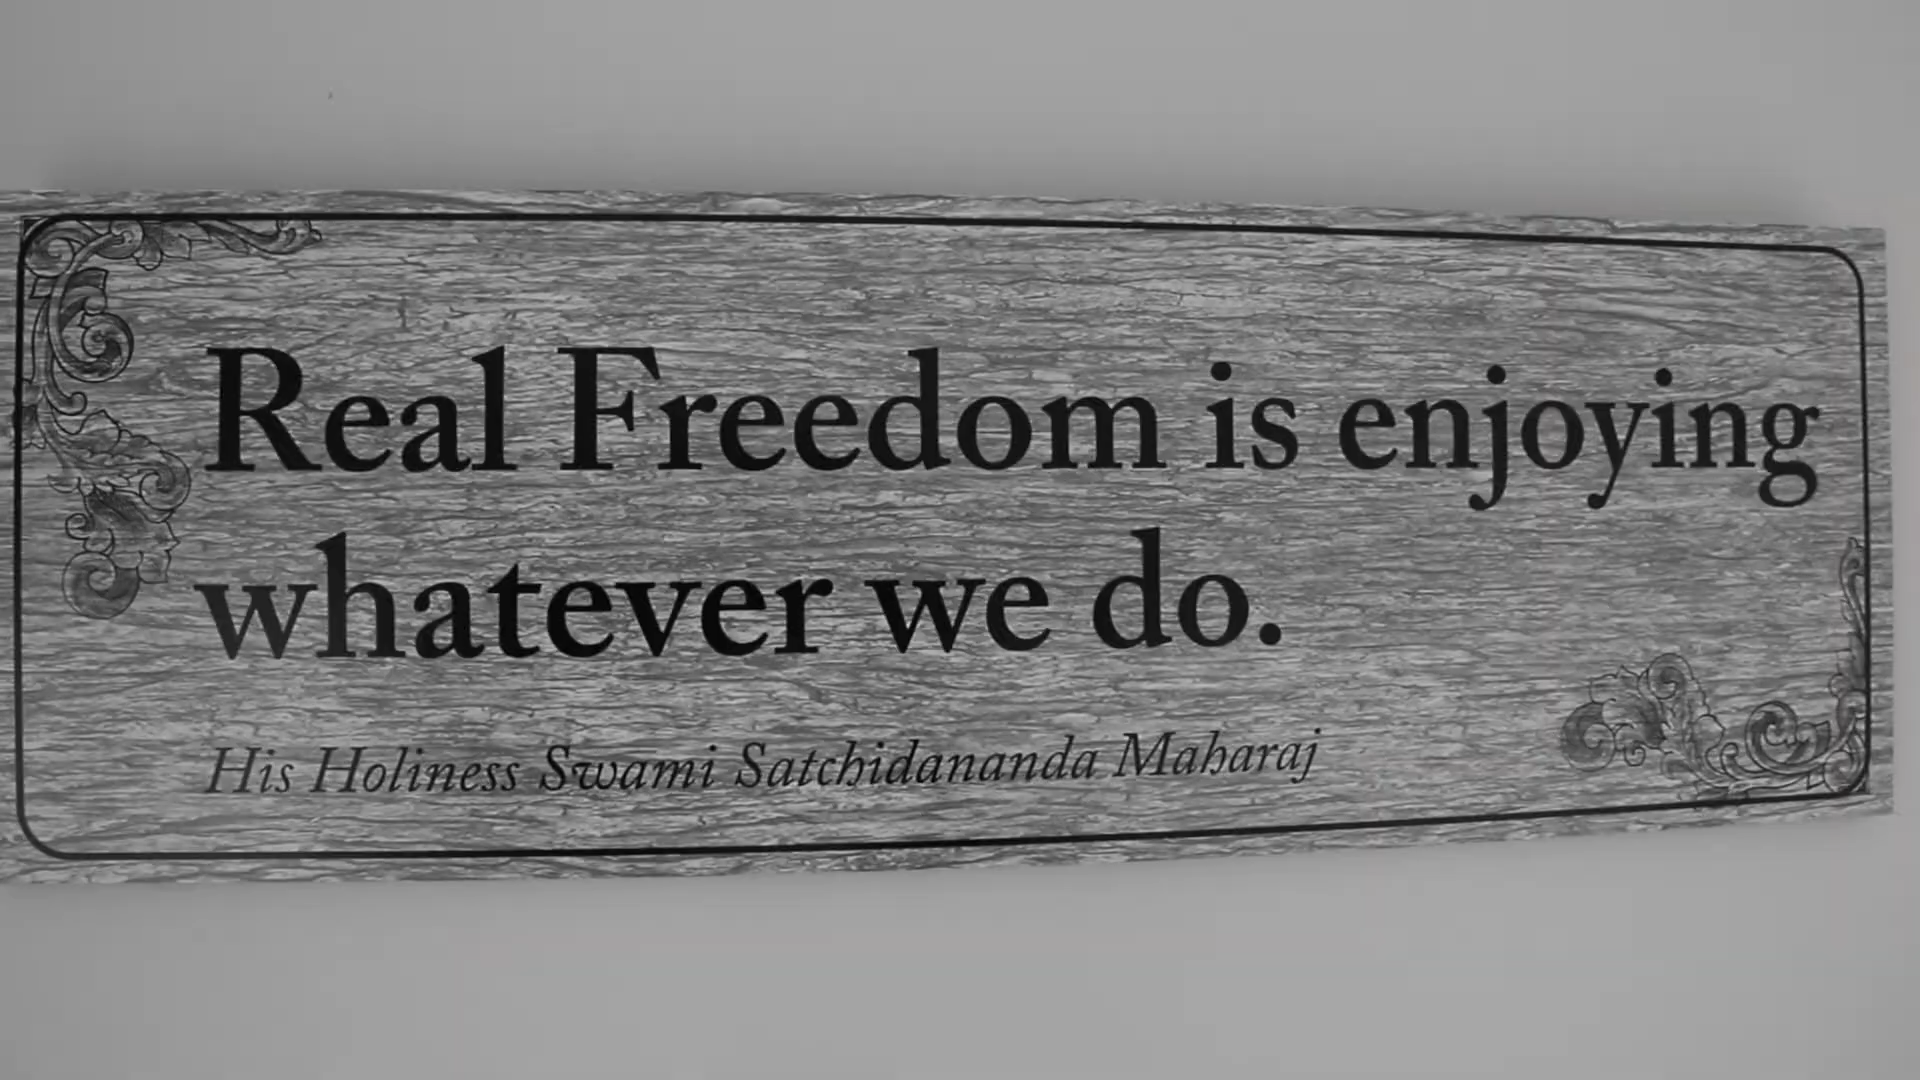 Real Freedom is enjoying
whatever we do.
His Holiness Swami Satchidananda Maharaj